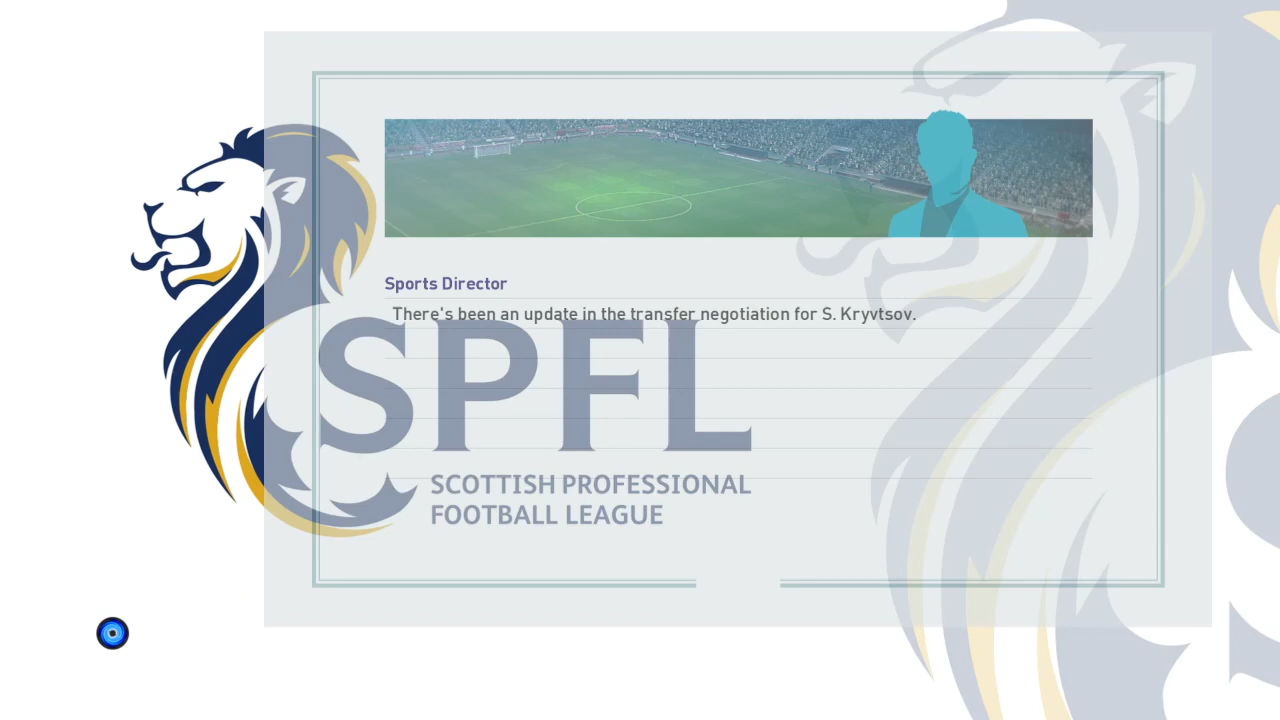 Sports Director
There's been an update in the transfer negotiation for S. Kryvtsov.
SPFL
SCOTTISH PROFESSIONAL
FOOTBALL LEAGUE